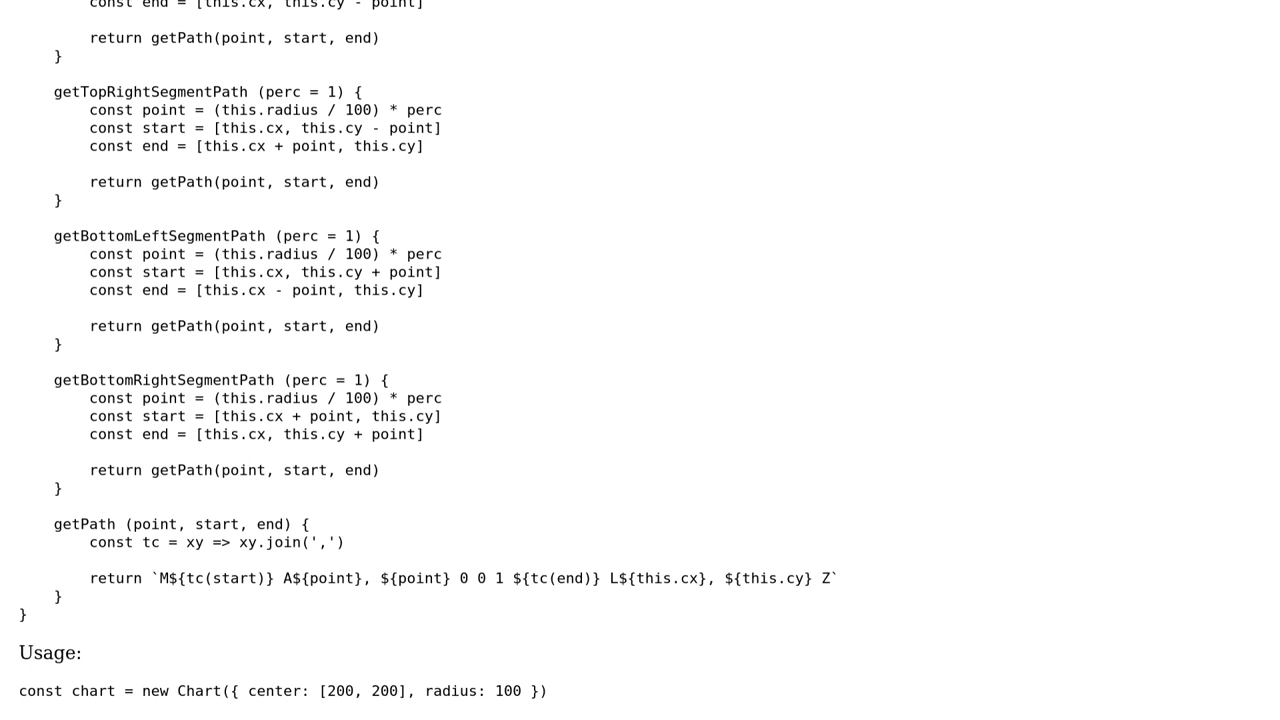 const end = [this.cx, this.cy - point]
return getPath(point, start, end)
}
getTopRightSegmentPath (perc = 1) {
const point = (this.radius / 100) * perc
const start = [this.cx, this.cy - point]
const end = [this.cx + point, this.cy]
return getPath(point, start, end)
}
getBottomLeftSegmentPath (perc = 1) {
const point = (this.radius / 100) * perc
const start = [this.cx, this.cy + point]
const end = [this.cx - point, this.cy]
return getPath(point, start, end)
}
getBottomRightSegmentPath (perc = 1) {
const point = (this.radius / 100) * perc
const start = [this.cx + point, this.cy]
const end = [this.cx, this.cy + point]
return getPath(point, start, end)
}
getPath (point, start, end) {
const tc = xy => xy.join(',')
return `M${tc(start)} A${point}, ${point} 0 0 1 ${tc(end)} L${this.cx}, ${this.cy} Z`
}
}
Usage:
const chart = new Chart({ center: [200, 200], radius: 100 })